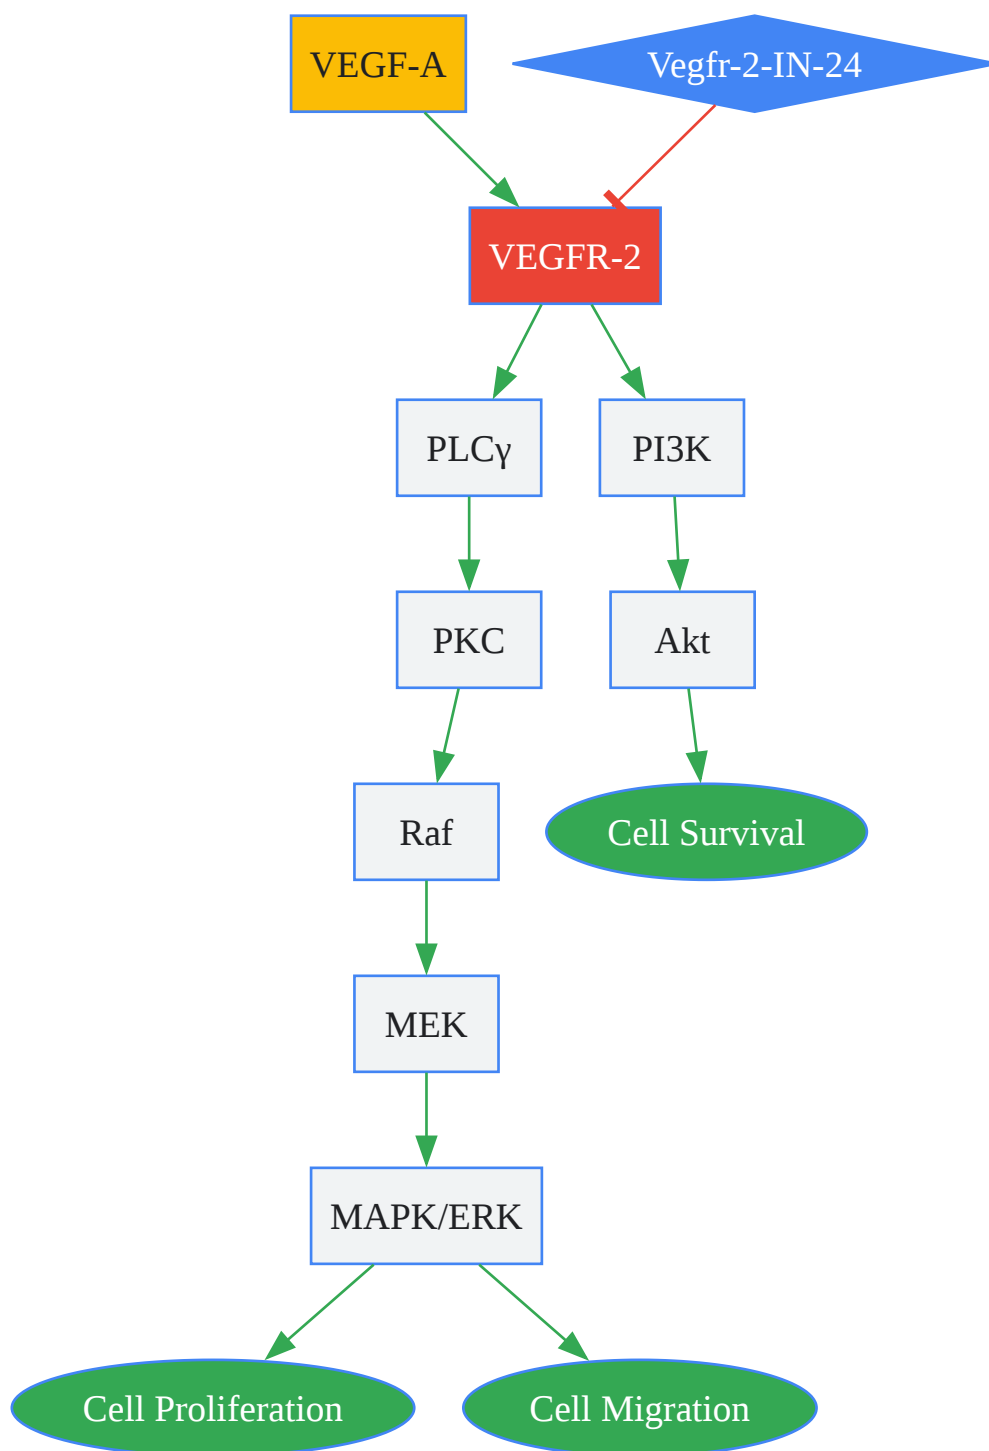 VEGF-A
Vegfr-2-IN-24
VEGFR-2
PLCγ
PI3K
PKC
Akt
Raf
Cell Survival
MEK
MAPK/ERK
Cell Proliferation
Cell Migration